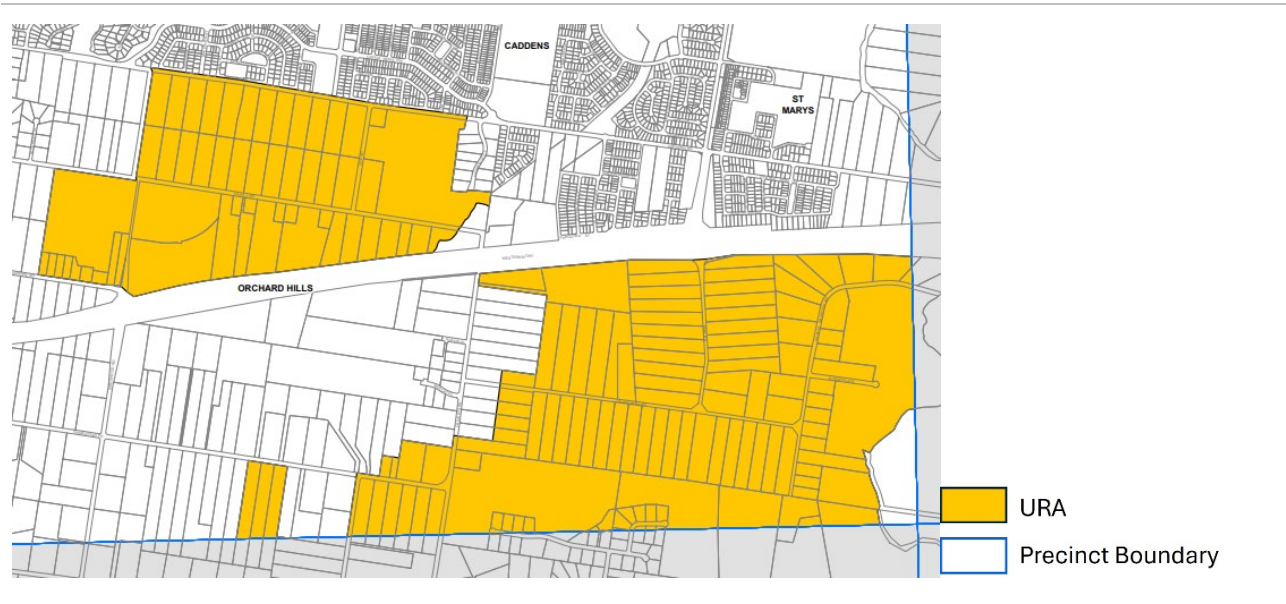 CADDENS
ST
MARYS
ORCHARD HILLS
URA
Precinct Boundary